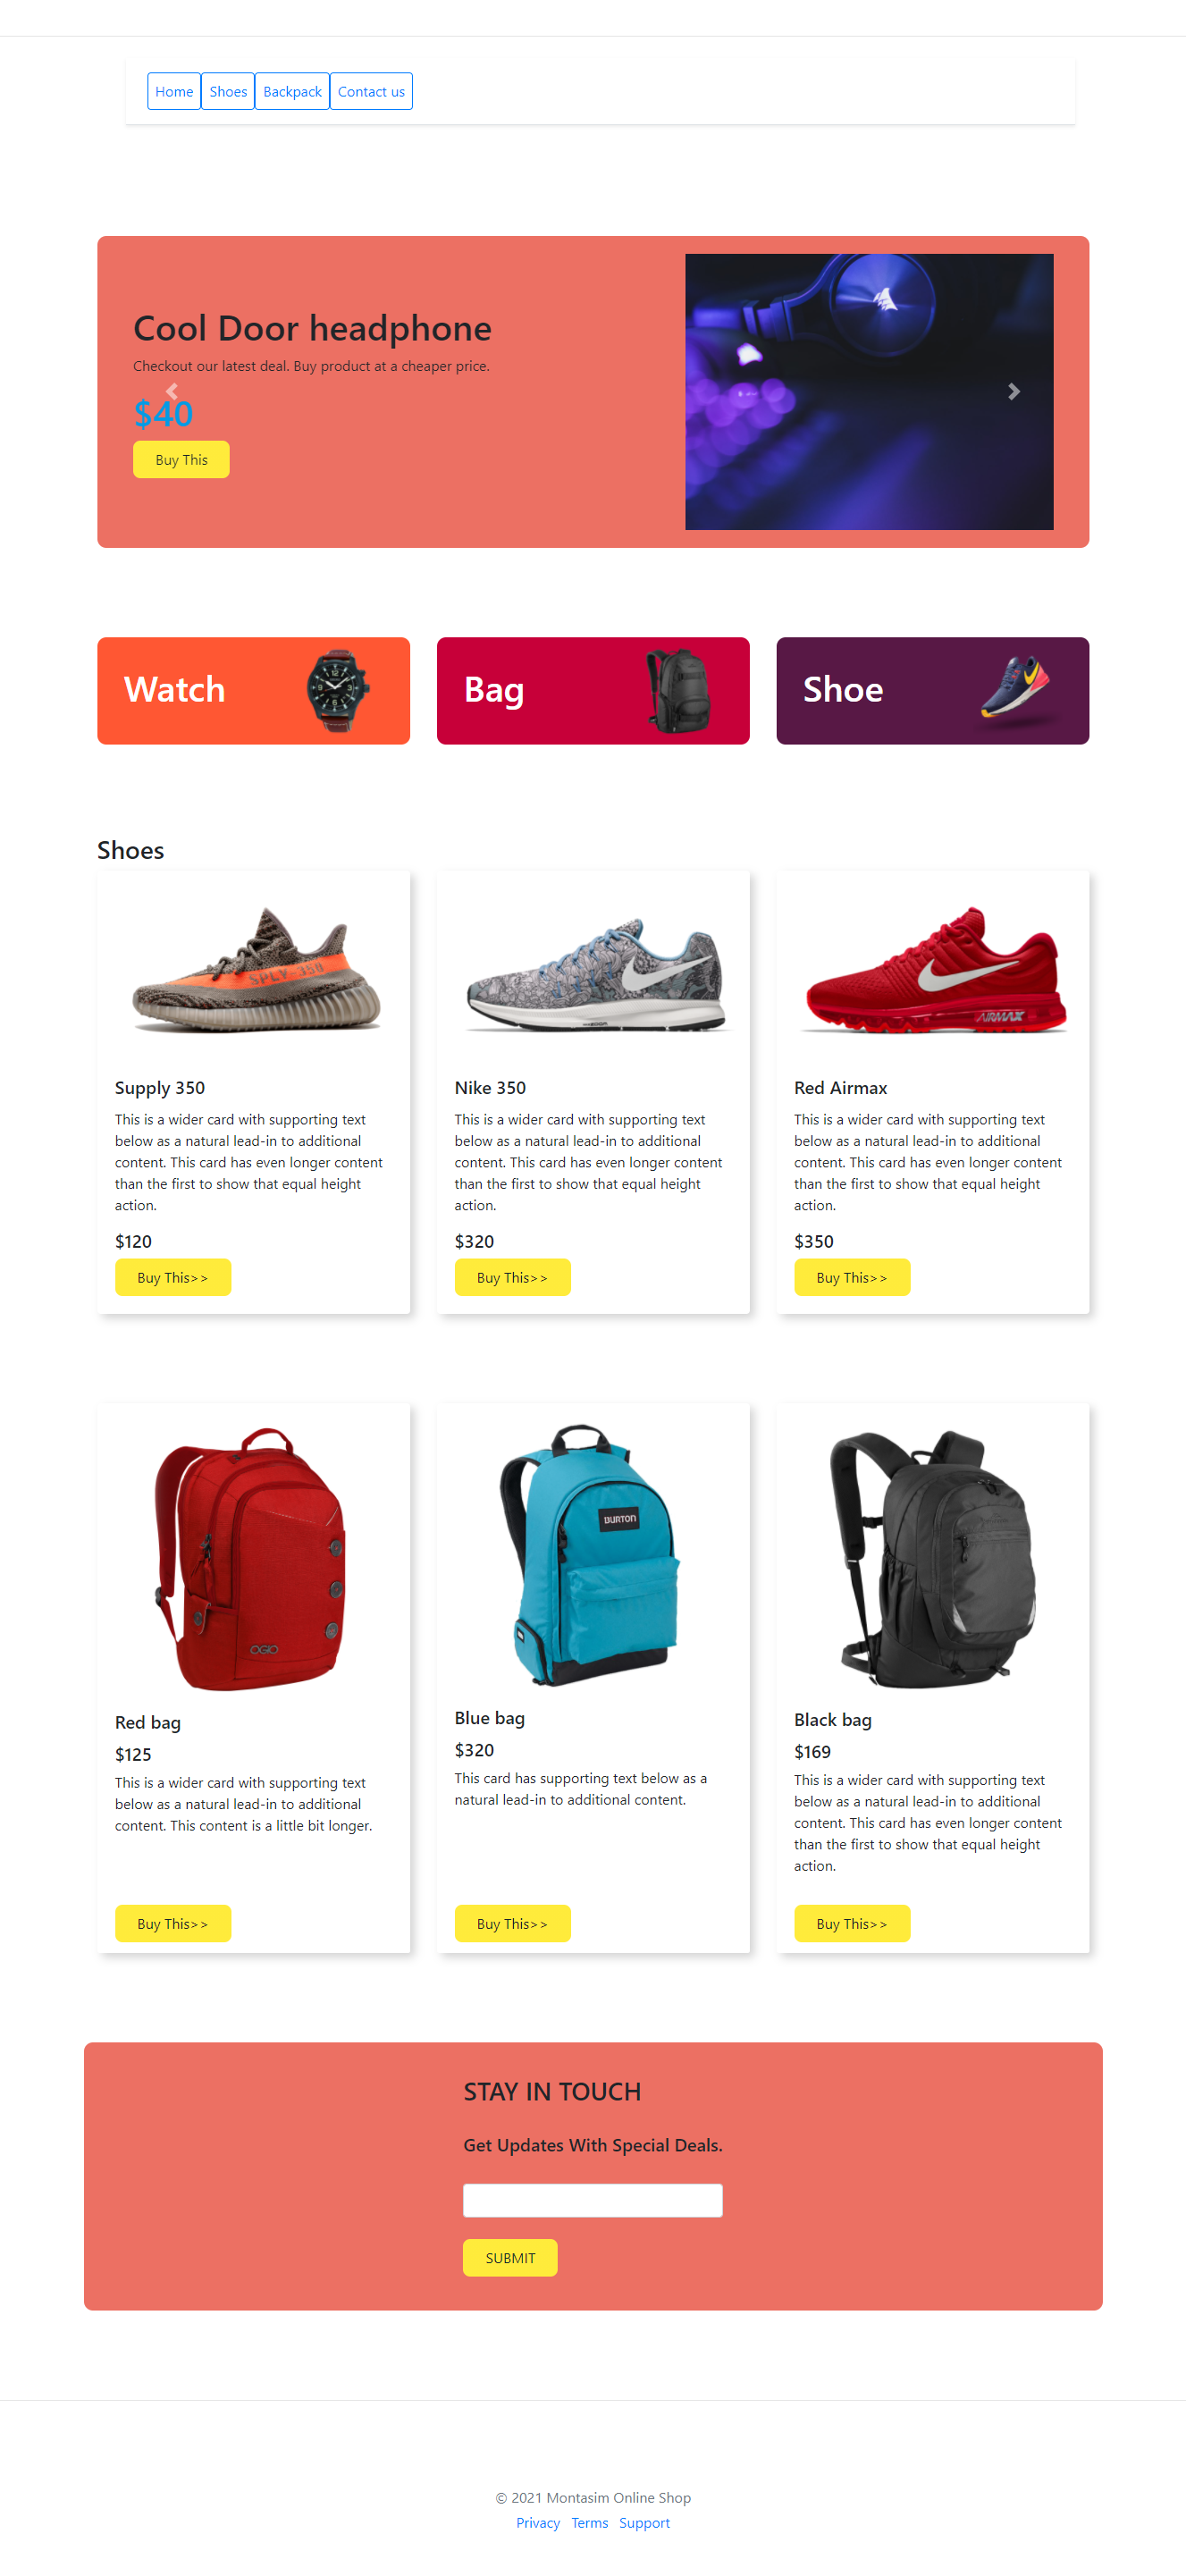 Home Shoes Backpack Contact us
Cool Door headphone
Checkout our latest deal. Buy product at a cheaper price.
$40
Buy This
Watch
Bag
Shoe
Shoes
SPLY-350
AIRMAX
Supply 350
This is a wider card with supporting text
below as a natural lead-in to additional
content. This card has even longer content
than the first to show that equal height
action.
$120
Buy This>>
Nike 350
This is a wider card with supporting text
below as a natural lead-in to additional
content. This card has even longer content
than the first to show that equal height
action.
$320
Buy This>>
Red Airmax
This is a wider card with supporting text
below as a natural lead-in to additional
content. This card has even longer content
than the first to show that equal height
action.
$350
Buy This>>
OGIO
BURTON
Red bag
$125
This is a wider card with supporting text
below as a natural lead-in to additional
content. This content is a little bit longer.
Buy This>>
Blue bag
$320
This card has supporting text below as a
natural lead-in to additional content.
Buy This>>
Black bag
$169
This is a wider card with supporting text
below as a natural lead-in to additional
content. This card has even longer content
than the first to show that equal height
action.
Buy This>>
STAY IN TOUCH
Get Updates With Special Deals.
SUBMIT
© 2021 Montasim Online Shop
Privacy Terms Support